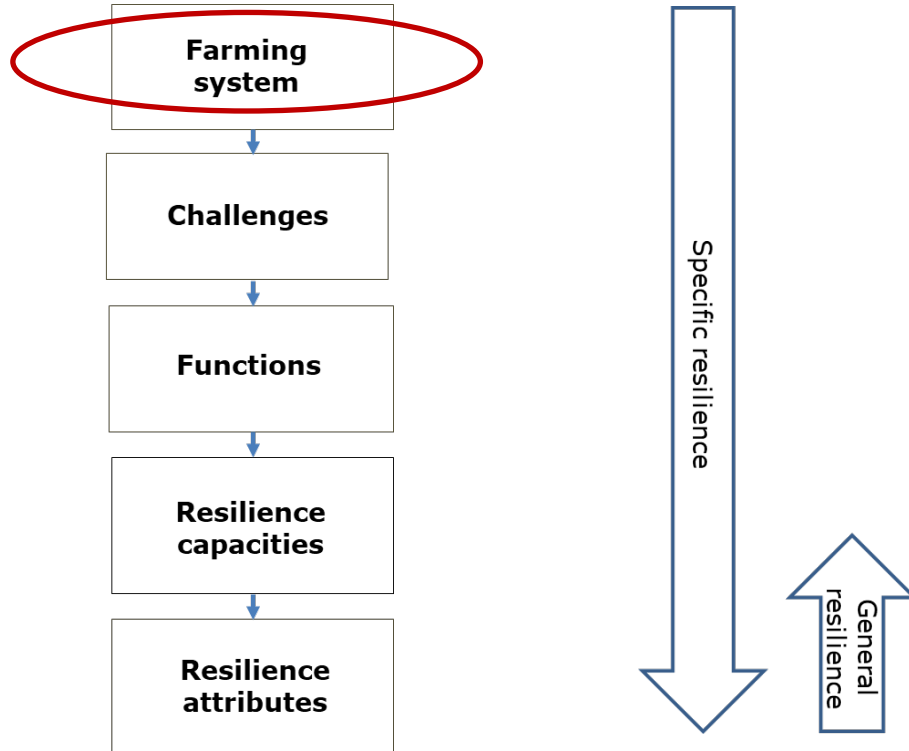 Farming
system
Challenges
Functions
Resilience
capacities
Resilience
attributes
Specific resilience
General
resilience